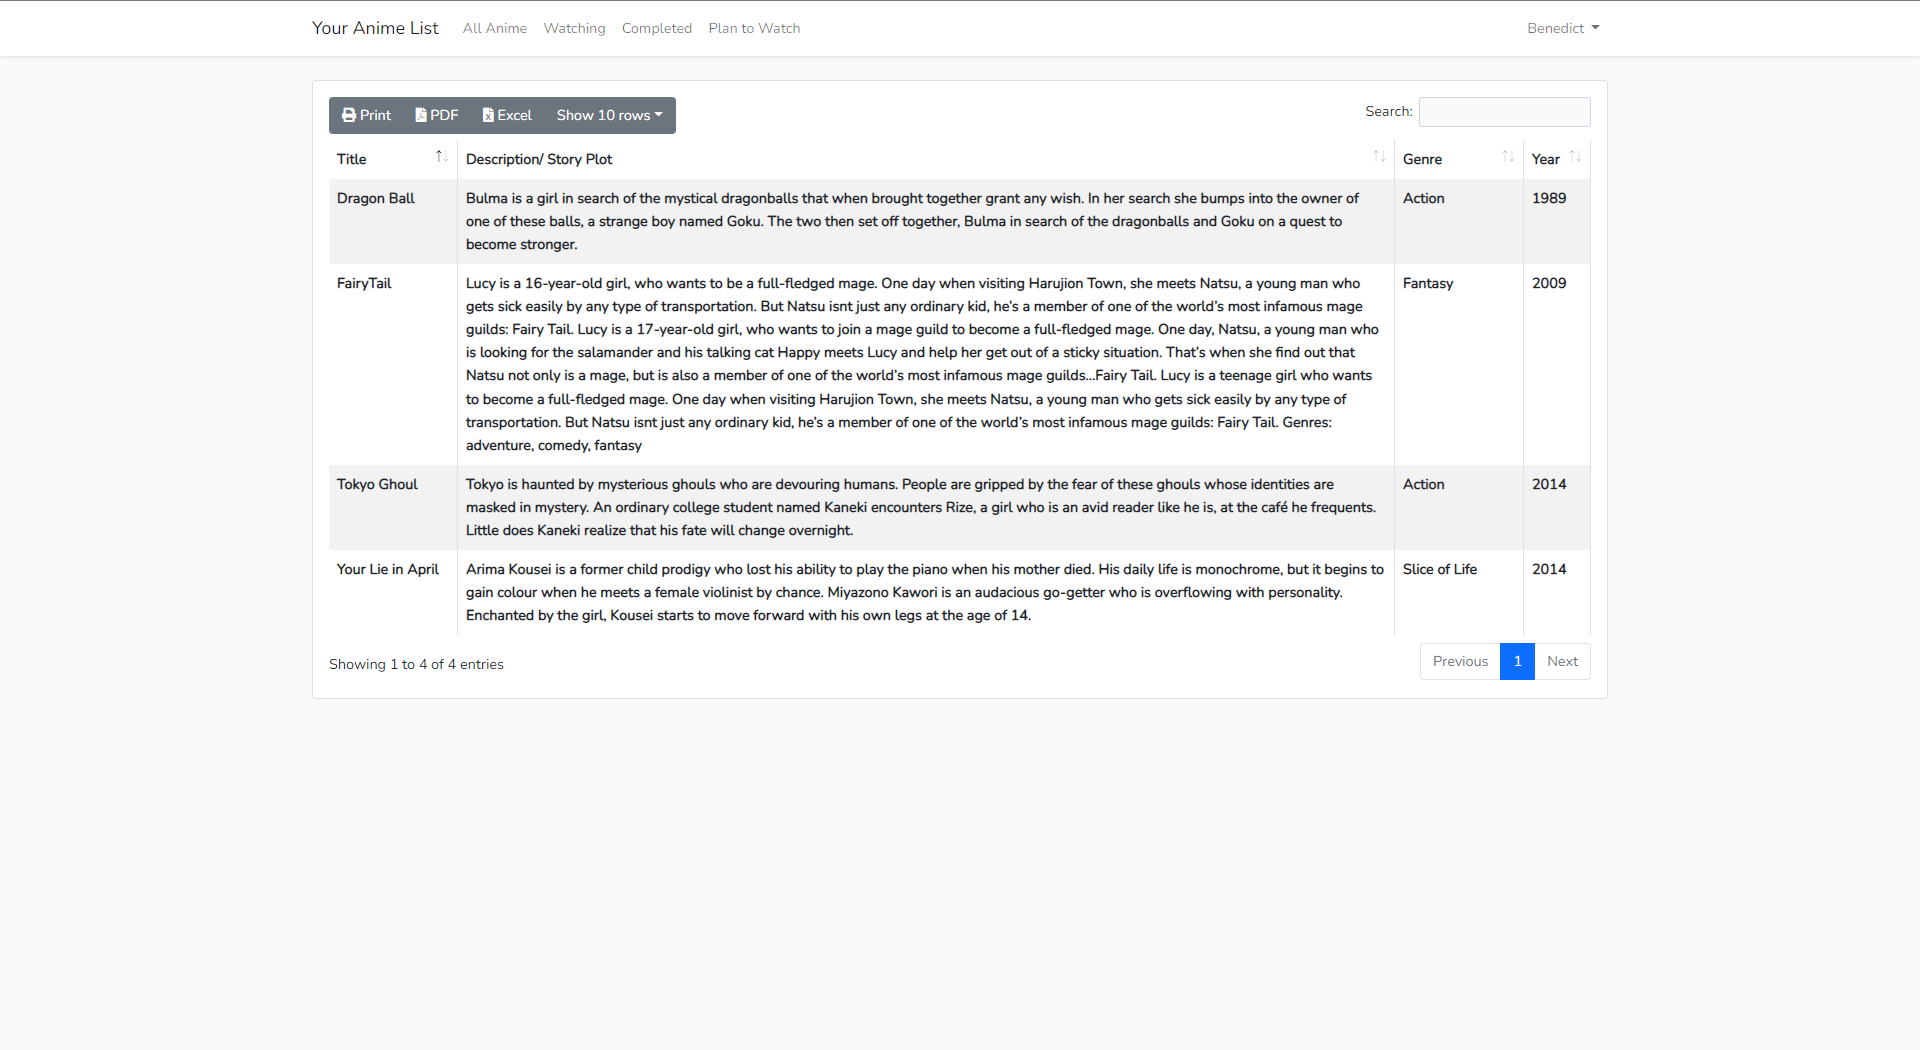 Your Anime List All Anime Watching Completed Plan to Watch Benedict
Print PDF Excel Show 10 rows Search:
Title Description/ Story Plot Genre Year
Dragon Ball Bulma is a girl in search of the mystical dragonballs that when brought together grant any wish. In her search she bumps into the owner of Action 1989
one of these balls, a strange boy named Goku. The two then set off together, Bulma in search of the dragonballs and Goku on a quest to
become stronger.
FairyTail Lucy is a 16-year-old girl, who wants to be a full-fledged mage. One day when visiting Harujion Town, she meets Natsu, a young man who Fantasy 2009
gets sick easily by any type of transportation. But Natsu isnt just any ordinary kid, he's a member of one of the world's most infamous mage
guilds: Fairy Tail. Lucy is a 17-year-old girl, who wants to join a mage guild to become a full-fledged mage. One day, Natsu, a young man who
is looking for the salamander and his talking cat Happy meets Lucy and help her get out of a sticky situation. That's when she find out that
Natsu not only is a mage, but is also a member of one of the world's most infamous mage guilds...Fairy Tail. Lucy is a teenage girl who wants
to become a full-fledged mage. One day when visiting Harujion Town, she meets Natsu, a young man who gets sick easily by any type of
transportation. But Natsu isnt just any ordinary kid, he's a member of one of the world's most infamous mage guilds: Fairy Tail. Genres:
adventure, comedy, fantasy
Tokyo Ghoul Tokyo is haunted by mysterious ghouls who are devouring humans. People are gripped by the fear of these ghouls whose identities are Action 2014
masked in mystery. An ordinary college student named Kaneki encounters Rize, a girl who is an avid reader like he is, at the café he frequents.
Little does Kaneki realize that his fate will change overnight.
Your Lie in April Arima Kousei is a former child prodigy who lost his ability to play the piano when his mother died. His daily life is monochrome, but it begins to Slice of Life 2014
gain colour when he meets a female violinist by chance. Miyazono Kawori is an audacious go-getter who is overflowing with personality.
Enchanted by the girl, Kousei starts to move forward with his own legs at the age of 14.
Showing 1 to 4 of 4 entries Previous 1 Next